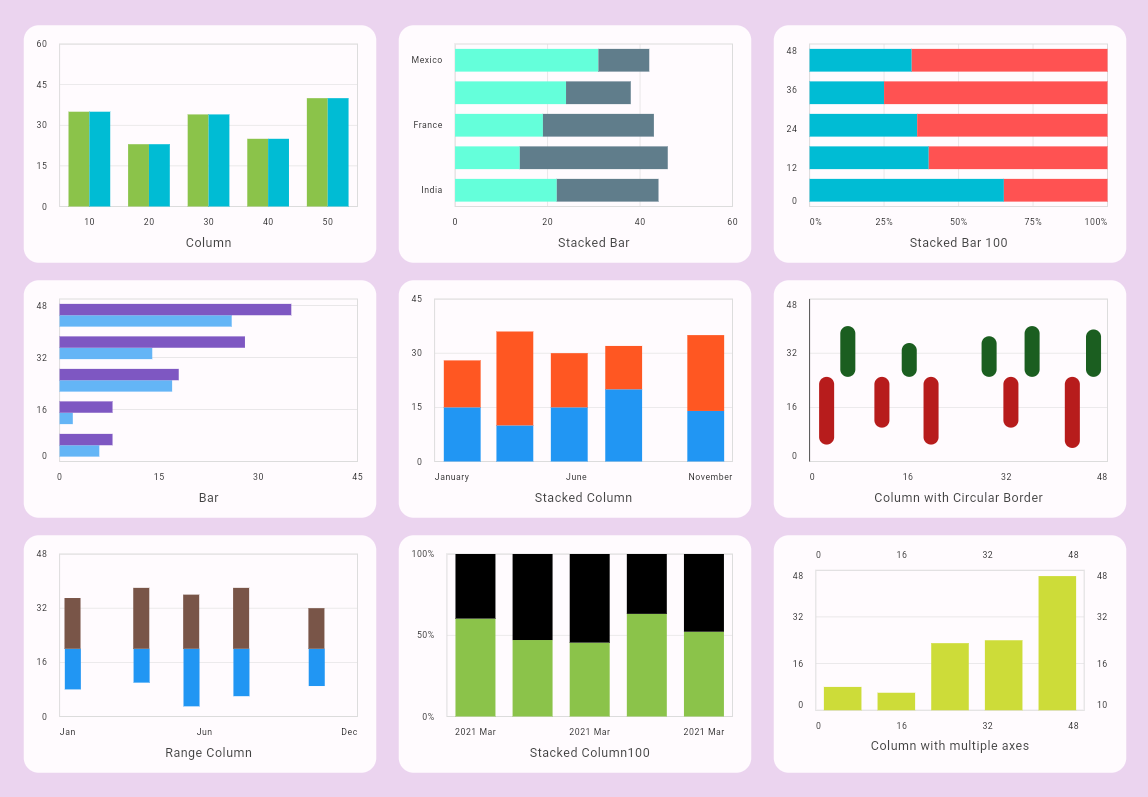 60
45
30
15
0
10 20 30 40 50
Column
Mexico
France
India
0 20 40 60
Stacked Bar
48
36
24
12
0
0% 25% 50% 75% 100%
Stacked Bar 100
48
32
16
0
0 15 30 45
Bar
45
30
15
0
January June November
Stacked Column
48
32
16
0
0 16 32 48
Column with Circular Border
48
32
16
0
Jan Jun Dec
Range Column
100%
50%
0%
2021 Mar 2021 Mar 2021 Mar
Stacked Column100
0 16 32 48
48 48
32 32
16 16
0 10
0 16 32 48
Column with multiple axes